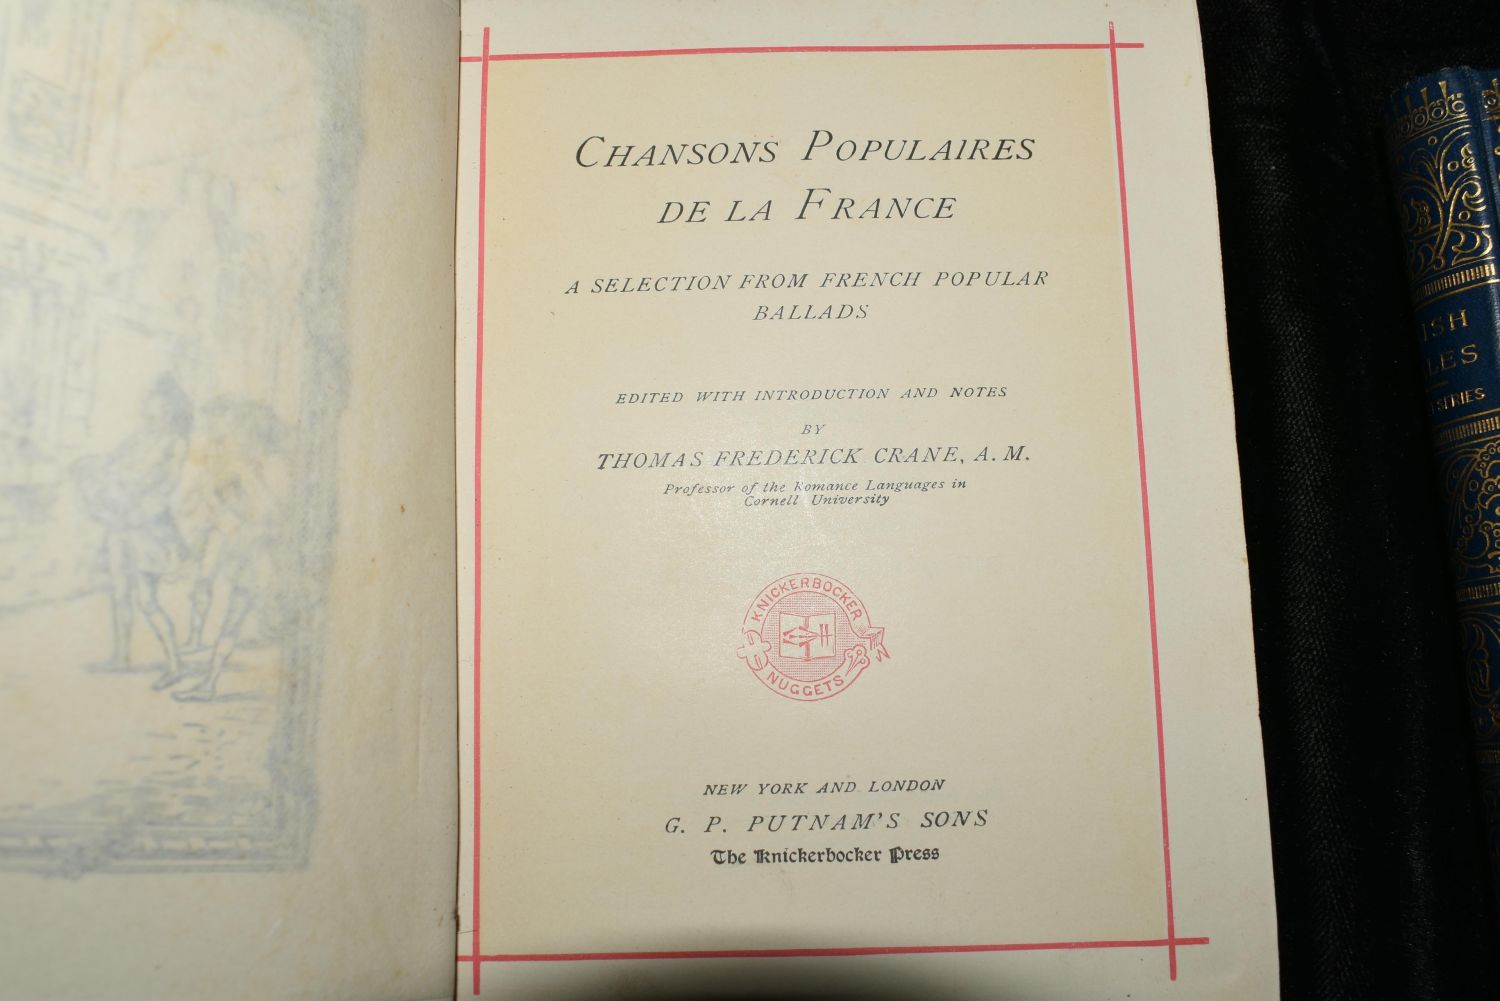 CHANSONS POPULAIRES
DE LA FRANCE
A SELECTION FROM FRENCH POPULAR
BALLADS
EDITED WITH INTRODUCTION AND NOTES
BY
THOMAS FREDERICK CRANE, A. M.
Professor of the Romance Languages in
Cornell University
KNICKERBOCKER
NUGGETS
NEW YORK AND LONDON
G. P. PUTNAM'S SONS
The Knickerbocker Press
SERIES